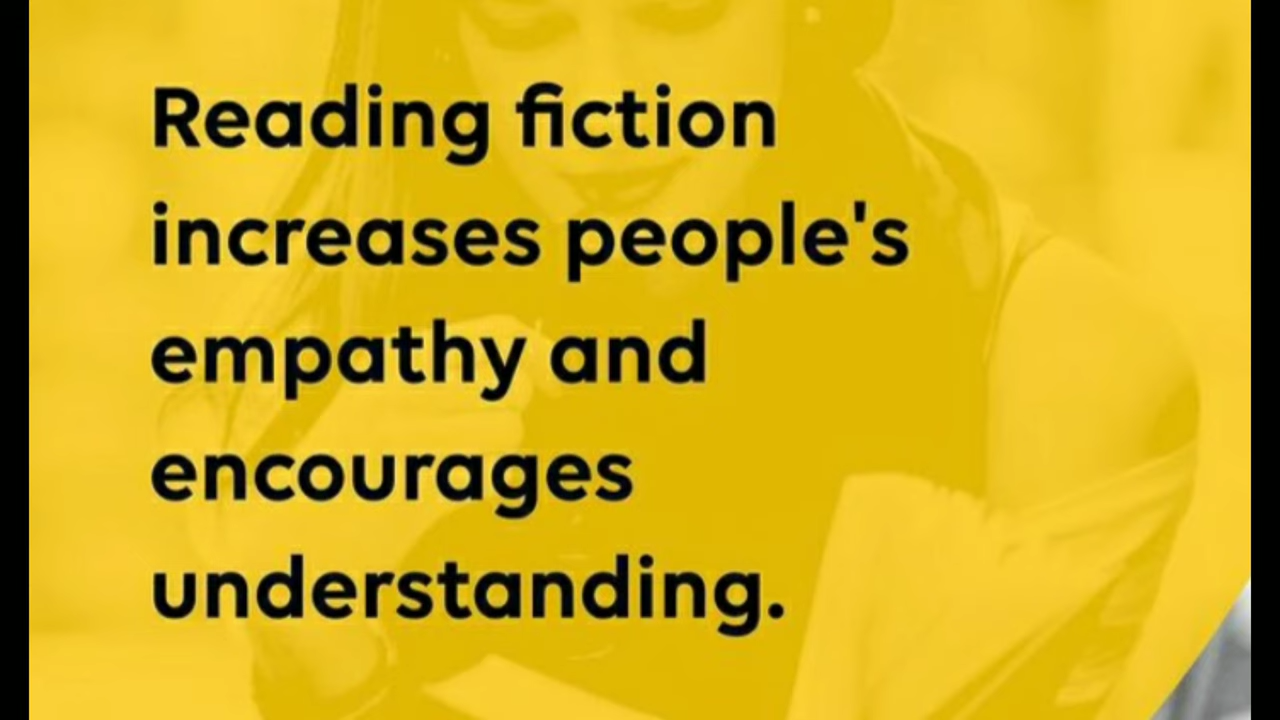 Reading fiction
increases people's
empathy and
encourages
understanding.